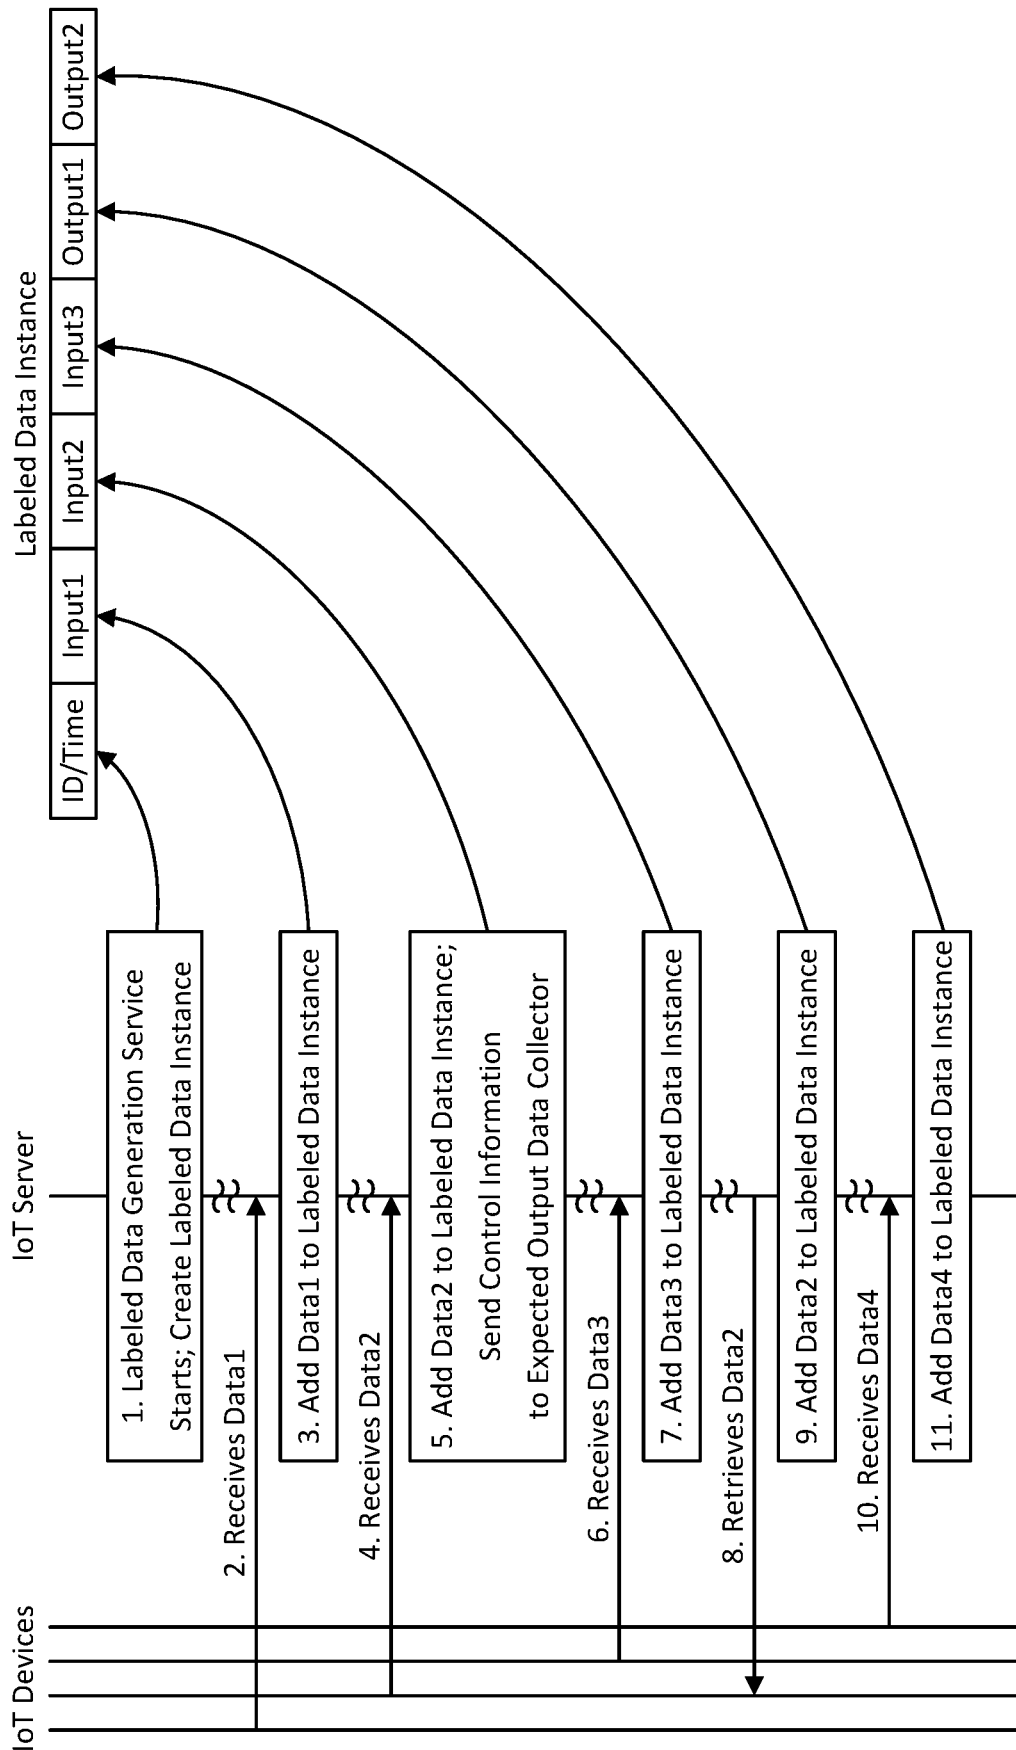 IoT Devices
IoT Server
Labeled Data Instance
ID/Time
Input1
Input2
Input3
Output1
Output2
1. Labeled Data Generation Service
Starts; Create Labeled Data Instance
2. Receives Data1
3. Add Data1 to Labeled Data Instance
4. Receives Data2
5. Add Data2 to Labeled Data Instance;
Send Control Information
to Expected Output Data Collector
6. Receives Data3
7. Add Data3 to Labeled Data Instance
8. Retrieves Data2
9. Add Data2 to Labeled Data Instance
10. Receives Data4
11. Add Data4 to Labeled Data Instance